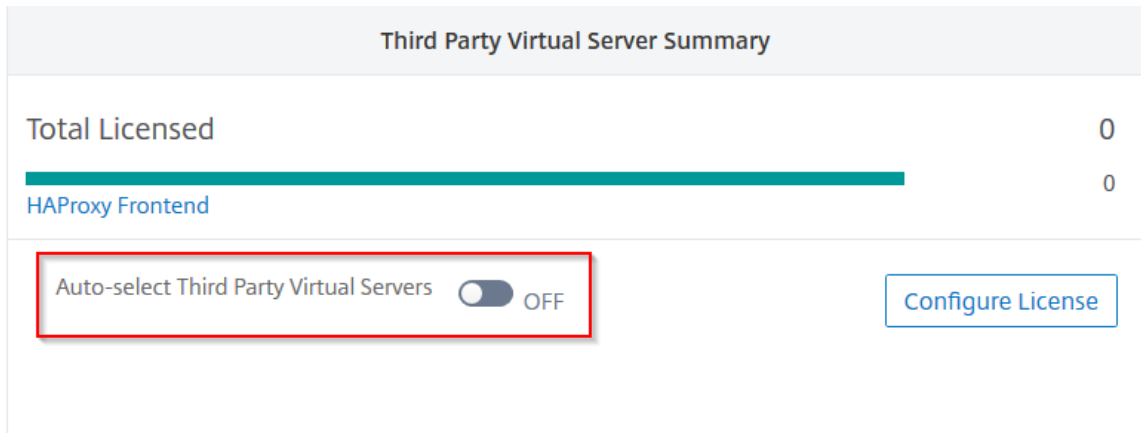 Third Party Virtual Server Summary
Total Licensed 0
0
HAProxy Frontend
Auto-select Third Party Virtual Servers OFF
Configure License